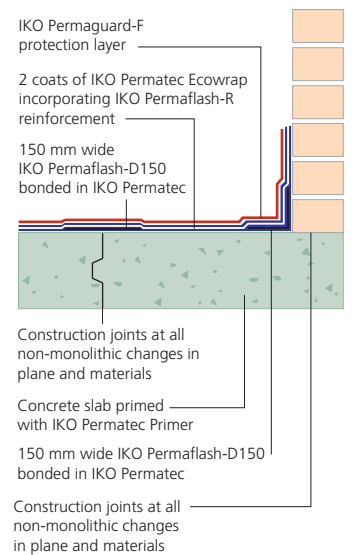 IKO Permaguard-F
protection layer
2 coats of IKO Permatec Ecowrap
incorporating IKO Permaflash-R
reinforcement
150 mm wide
IKO Permaflash-D150
bonded in IKO Permatec
Construction joints at all
non-monolithic changes in
plane and materials
Concrete slab primed
with IKO Permatec Primer
150 mm wide IKO Permaflash-D150
bonded in IKO Permatec
Construction joints at all
non-monolithic changes
in plane and materials